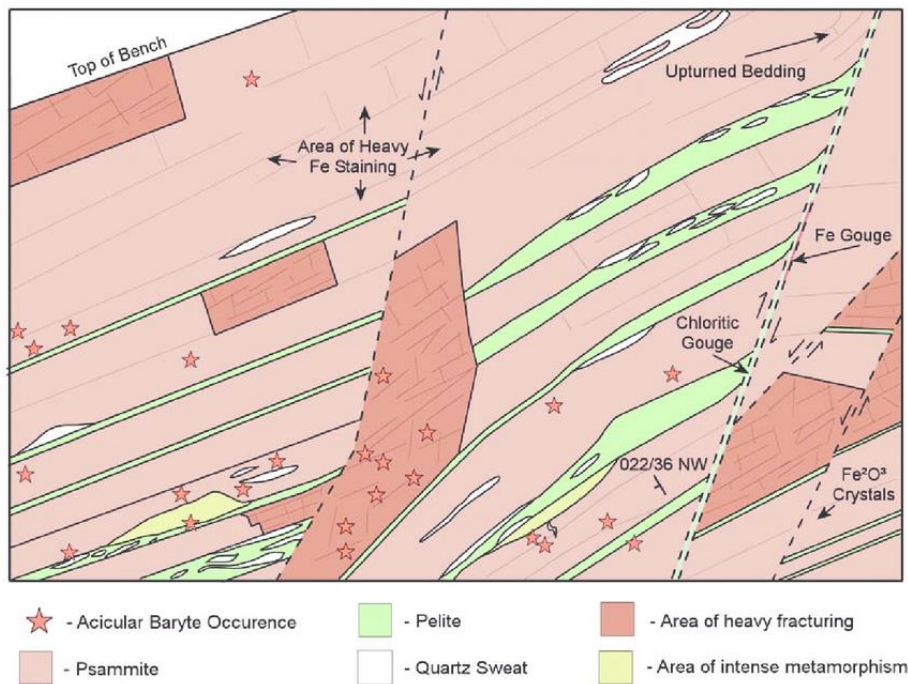 Top of Bench
Upturned Bedding
Area of Heavy
Fe Staining
Fe Gouge
Chloritic
Gouge
022/36 NW
Fe²O³
Crystals
- Acicular Baryte Occurence
- Pelite
- Area of heavy fracturing
- Psammite
- Quartz Sweat
- Area of intense metamorphism